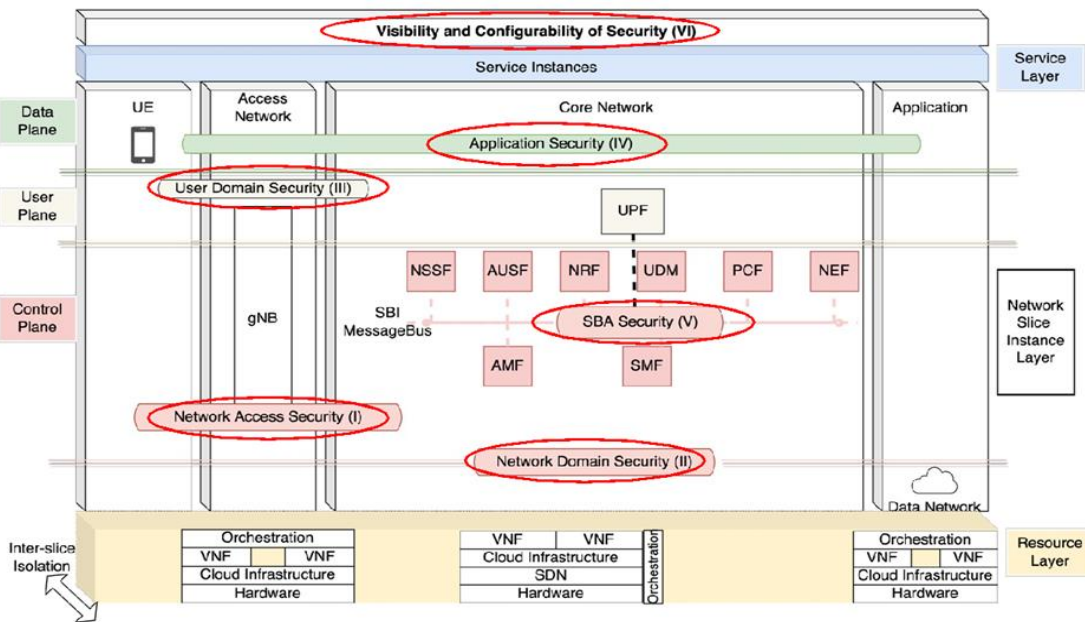 Visibility and Configurability of Security (VI)
Service Instances
Service
Layer
UE
Access
Network
Core Network
Application
Data
Plane
Application Security (IV)
User Domain Security (III)
User
Plane
UPF
NSSF
AUSF
NRF
UDM
PCF
NEF
Control
Plane
gNB
SBI
MessageBus
SBA Security (V)
AMF
SMF
Network
Slice
Instance
Layer
Network Access Security (I)
Network Domain Security (II)
Data Network
Inter-slice
Isolation
Orchestration
VNF
VNF
Cloud Infrastructure
Hardware
VNF
VNF
Cloud Infrastructure
SDN
Hardware
Orchestration
Orchestration
VNF
VNF
Cloud Infrastructure
Hardware
Resource
Layer